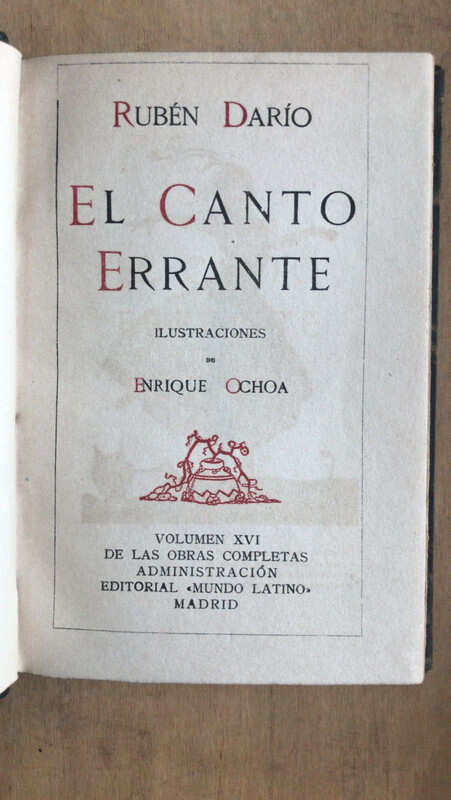 RUBÉN DARÍO
EL CANTO
ERRANTE
ILUSTRACIONES
DE
ENRIQUE OCHOA
VOLUMEN XVI
DE LAS OBRAS COMPLETAS
ADMINISTRACIÓN
EDITORIAL «MUNDO LATINO»
MADRID